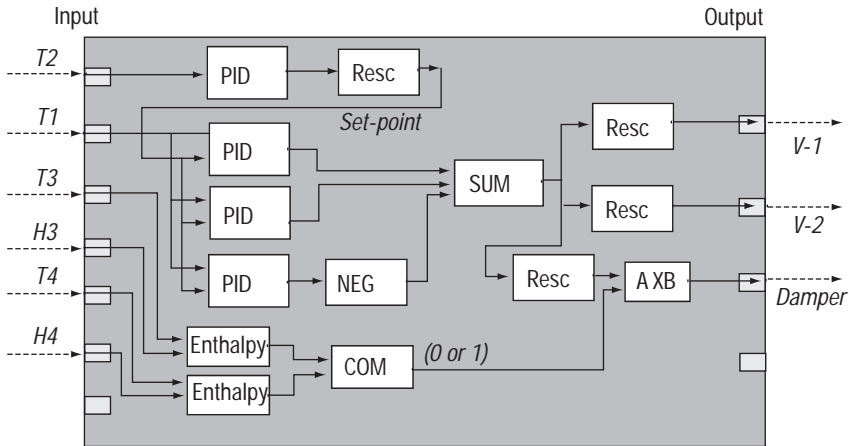 Input
Output
T2
PID
Resc
T1
Set-point
PID
Resc
V-1
T3
SUM
PID
Resc
V-2
H3
T4
PID
NEG
Resc
A XB
Damper
H4
Enthalpy
COM
(0 or 1)
Enthalpy